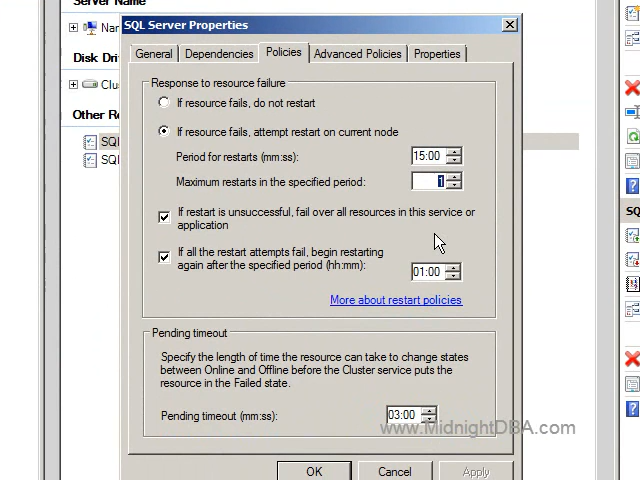 Server Name
SQL Server Properties
Nar
General
Dependencies
Policies
Advanced Policies
Properties
Disk Dri
Clu
Response to resource failure
If resource fails, do not restart
Other Re
SQL
SQL
If resource fails, attempt restart on current node
Period for restarts (mm:ss):
15:00
Maximum restarts in the specified period:
1
If restart is unsuccessful, fail over all resources in this service or
application
SQ
If all the restart attempts fail, begin restarting
again after the specified period (hh:mm):
01:00
More about restart policies
Pending timeout
Specify the length of time the resource can take to change states
between Online and Offline before the Cluster service puts the
resource in the Failed state.
Pending timeout (mm:ss):
03:00
www.MidnightDBA.com
OK
Cancel
Apply